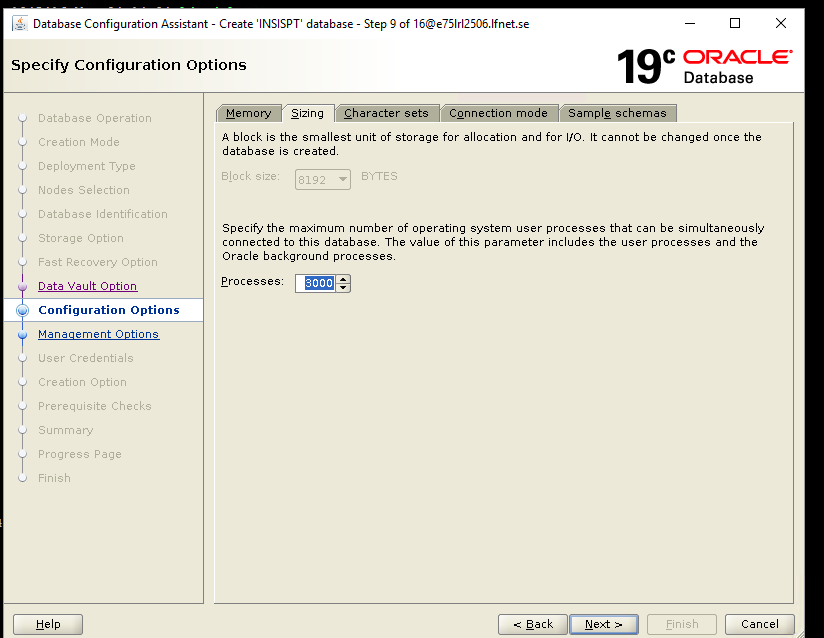 Database Configuration Assistant - Create 'INSISPT' database - Step 9 of 16@e75lrl2506.lfnet.se
Specify Configuration Options
19c ORACLE
Database
Database Operation
Creation Mode
Deployment Type
Nodes Selection
Database Identification
Storage Option
Fast Recovery Option
Data Vault Option
Configuration Options
Management Options
User Credentials
Creation Option
Prerequisite Checks
Summary
Progress Page
Finish
Memory Sizing Character sets Connection mode Sample schemas
A block is the smallest unit of storage for allocation and for I/O. It cannot be changed once the
database is created.
Block size: 8192 BYTES
Specify the maximum number of operating system user processes that can be simultaneously
connected to this database. The value of this parameter includes the user processes and the
Oracle background processes.
Processes: 3000
Help < Back Next > Finish Cancel